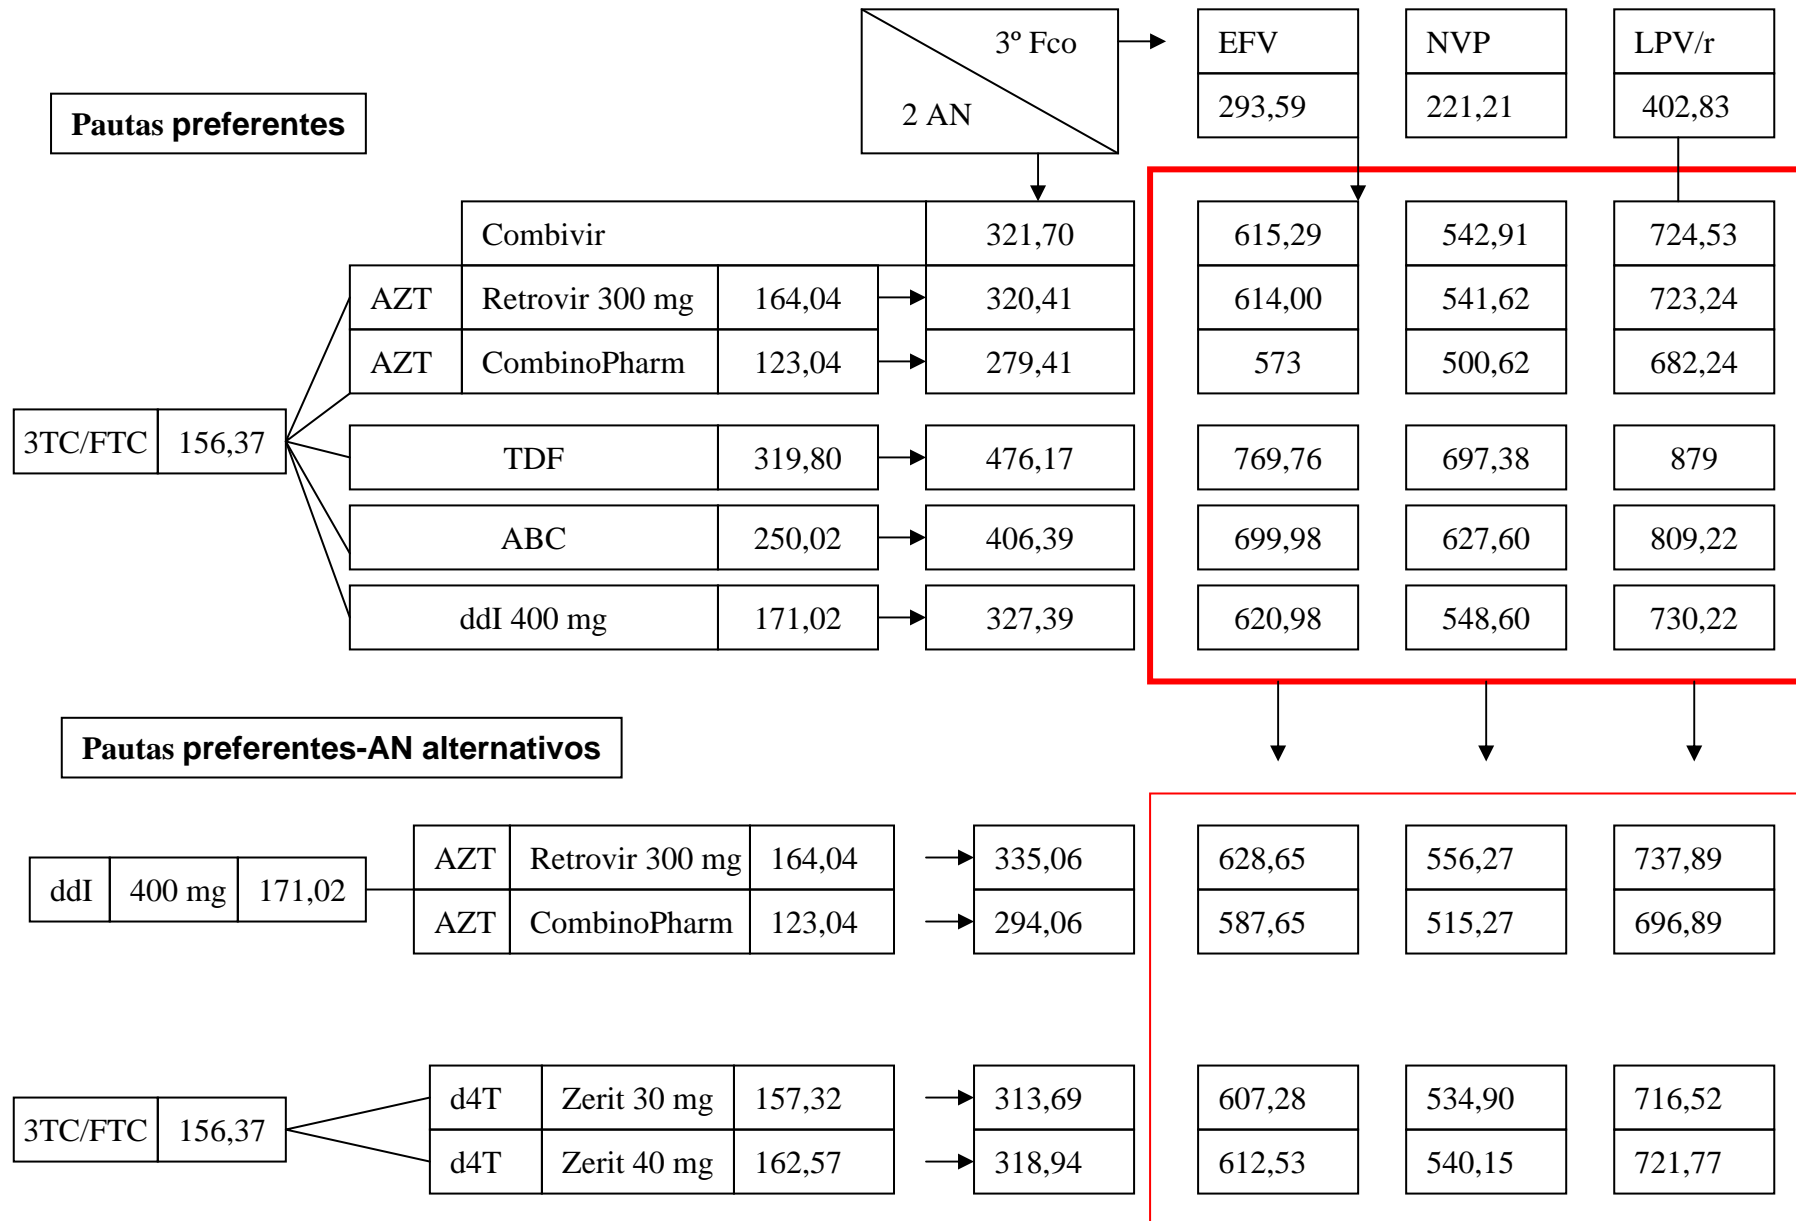 3º Fco EFV NVP LPV/r
2 AN 293,59 221,21 402,83
Pautas preferentes
Combivir 321,70 615,29 542,91 724,53
AZT Retrovir 300 mg 164,04 320,41 614,00 541,62 723,24
AZT CombinoPharm 123,04 279,41 573 500,62 682,24
3TC/FTC 156,37
TDF 319,80 476,17 769,76 697,38 879
ABC 250,02 406,39 699,98 627,60 809,22
ddI 400 mg 171,02 327,39 620,98 548,60 730,22
Pautas preferentes-AN alternativos
AZT Retrovir 300 mg 164,04 335,06 628,65 556,27 737,89
ddI 400 mg 171,02
AZT CombinoPharm 123,04 294,06 587,65 515,27 696,89
d4T Zerit 30 mg 157,32 313,69 607,28 534,90 716,52
3TC/FTC 156,37
d4T Zerit 40 mg 162,57 318,94 612,53 540,15 721,77